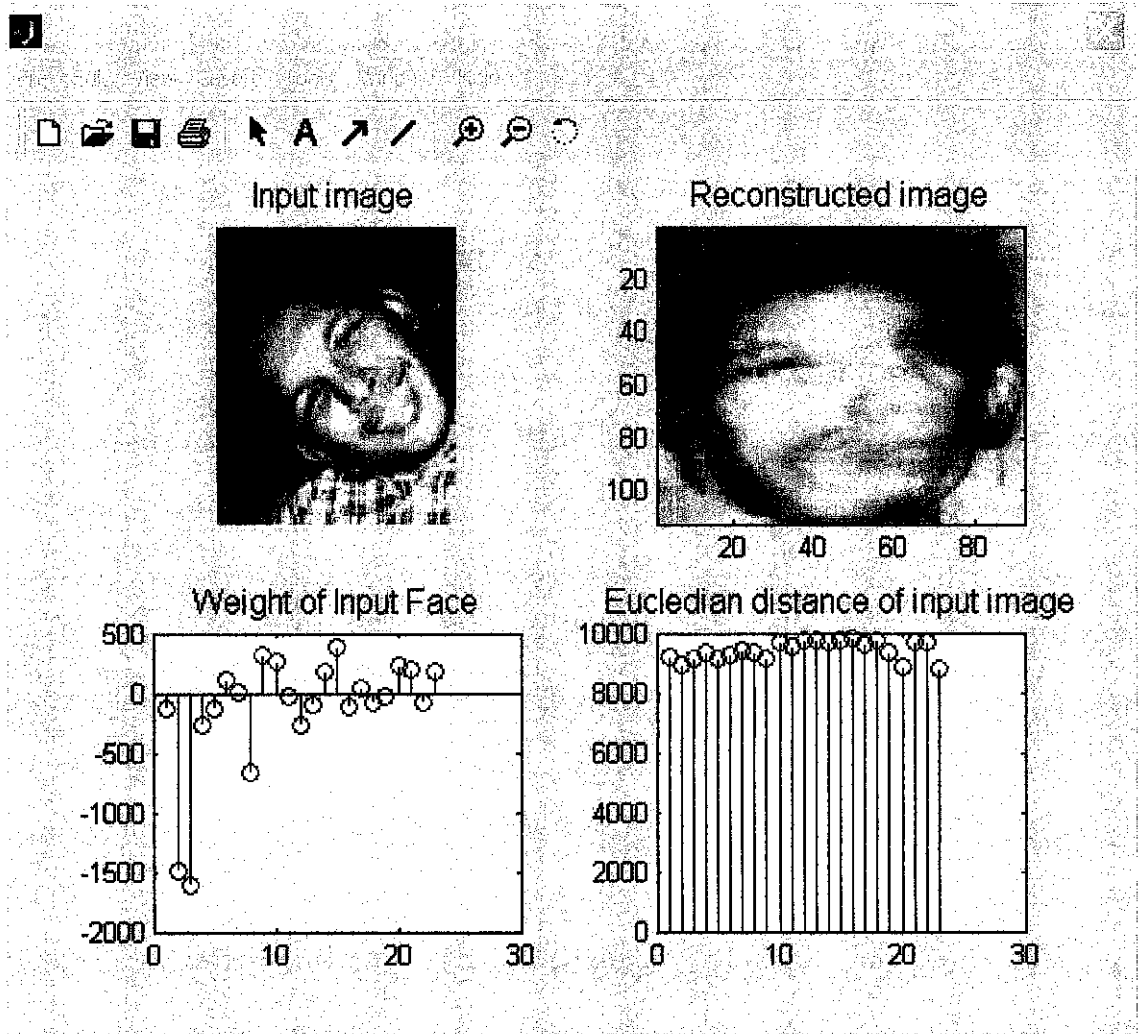 A
Input image
Reconstructed image
20
40
60
80
100
20 40 60 80
Weight of Input Face
500
0
-500
-1000
-1500
-2000
0 10 20 30
Eucledian distance of input image
10000
8000
6000
4000
2000
0
0 10 20 30